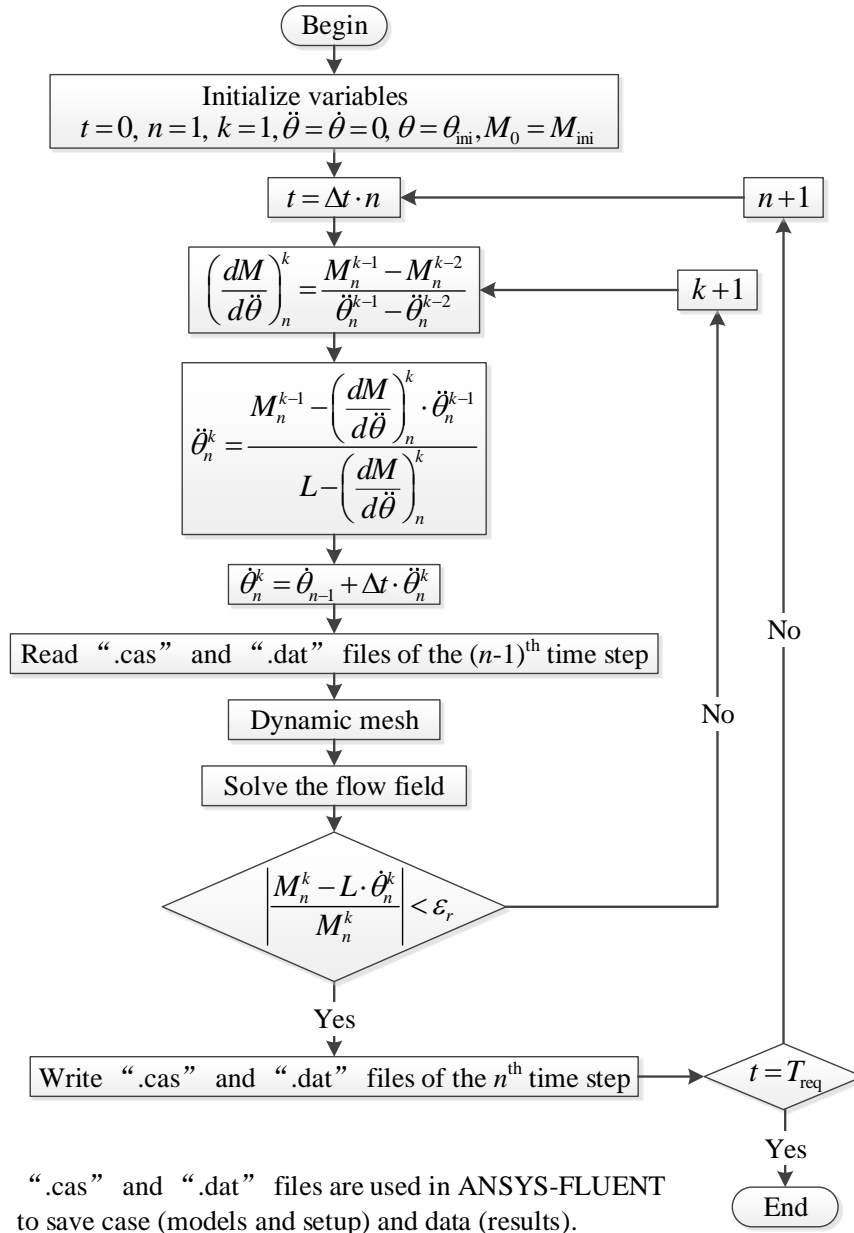 Begin
Initialize variables
t=0, n=1, k=1, θ̈=θ̇=0, θ=θ_ini, M_0=M_ini
t=Δt·n
n+1
(dM/dθ̈)_n^k = (M_n^{k-1} − M_n^{k-2})/(θ̈_n^{k-1} − θ̈_n^{k-2})
k+1
θ̈_n^k = (M_n^{k-1} − (dM/dθ̈)_n^k · θ̈_n^{k-1})/(L − (dM/dθ̈)_n^k)
θ̇_n^k = θ̇_{n-1} + Δt·θ̈_n^k
No
Read “.cas” and “.dat” files of the (n-1)^th time step
Dynamic mesh
No
Solve the flow field
|(M_n^k − L·θ̇_n^k)/M_n^k| < ε_r
Yes
Write “.cas” and “.dat” files of the n^th time step
t=T_req
Yes
“.cas” and “.dat” files are used in ANSYS-FLUENT
End
to save case (models and setup) and data (results).